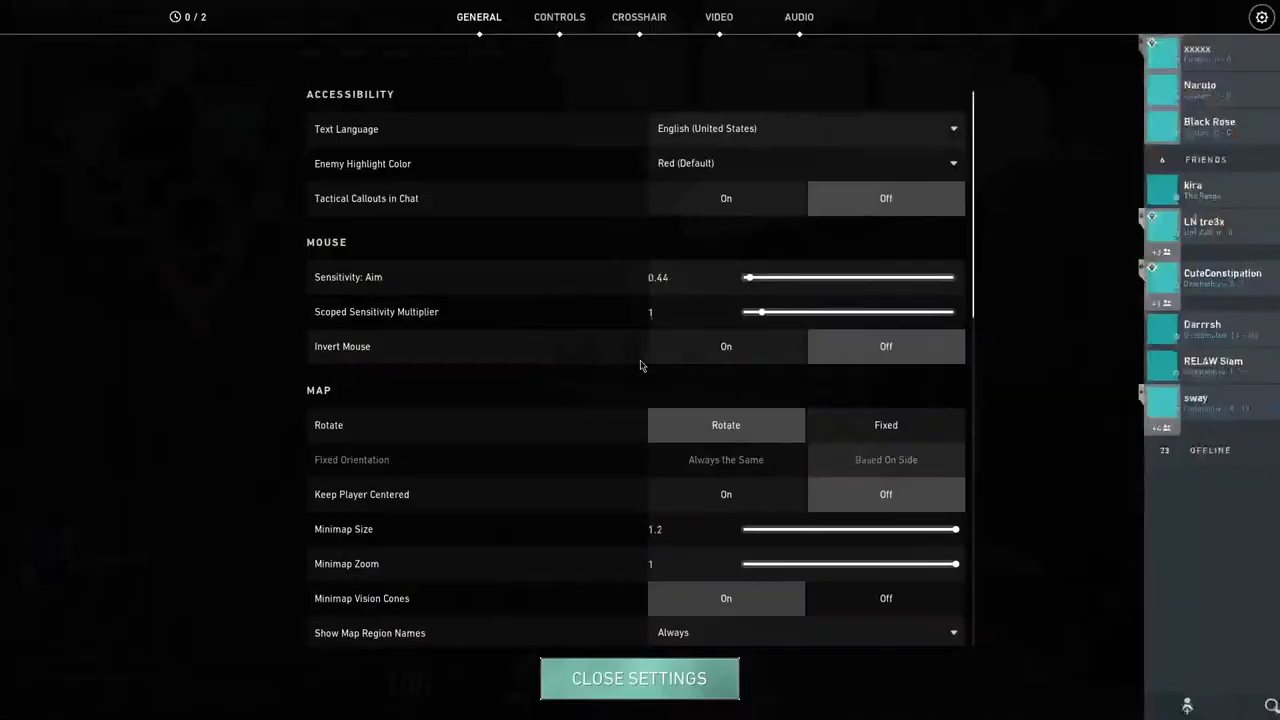 0 / 2
GENERAL
CONTROLS
CROSSHAIR
VIDEO
AUDIO
ACCESSIBILITY
Text Language
English (United States)
Enemy Highlight Color
Red (Default)
Tactical Callouts in Chat
On
Off
MOUSE
Sensitivity: Aim
0.44
Scoped Sensitivity Multiplier
1
Invert Mouse
On
Off
MAP
Rotate
Rotate
Fixed
Fixed Orientation
Always the Same
Based On Side
Keep Player Centered
On
Off
Minimap Size
1.2
Minimap Zoom
1
Minimap Vision Cones
On
Off
Show Map Region Names
Always
CLOSE SETTINGS
xxxxx
Naruto
Black Rose
6 FRIENDS
kira
The Range
LN tre3x
CuteConstipation
Darrrsh
RELAW Siam
sway
23 OFFLINE